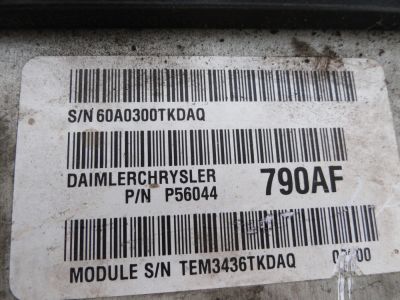 S/N 60A0300TKDAQ
DAIMLERCHRYSLER
P/N P56044 790AF
MODULE S/N TEM3436TKDAQ